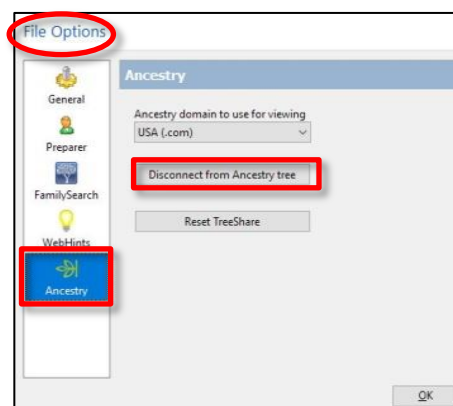 File Options
General
Preparer
FamilySearch
WebHints
Ancestry
Ancestry
Ancestry domain to use for viewing
USA (.com)
Disconnect from Ancestry tree
Reset TreeShare
OK